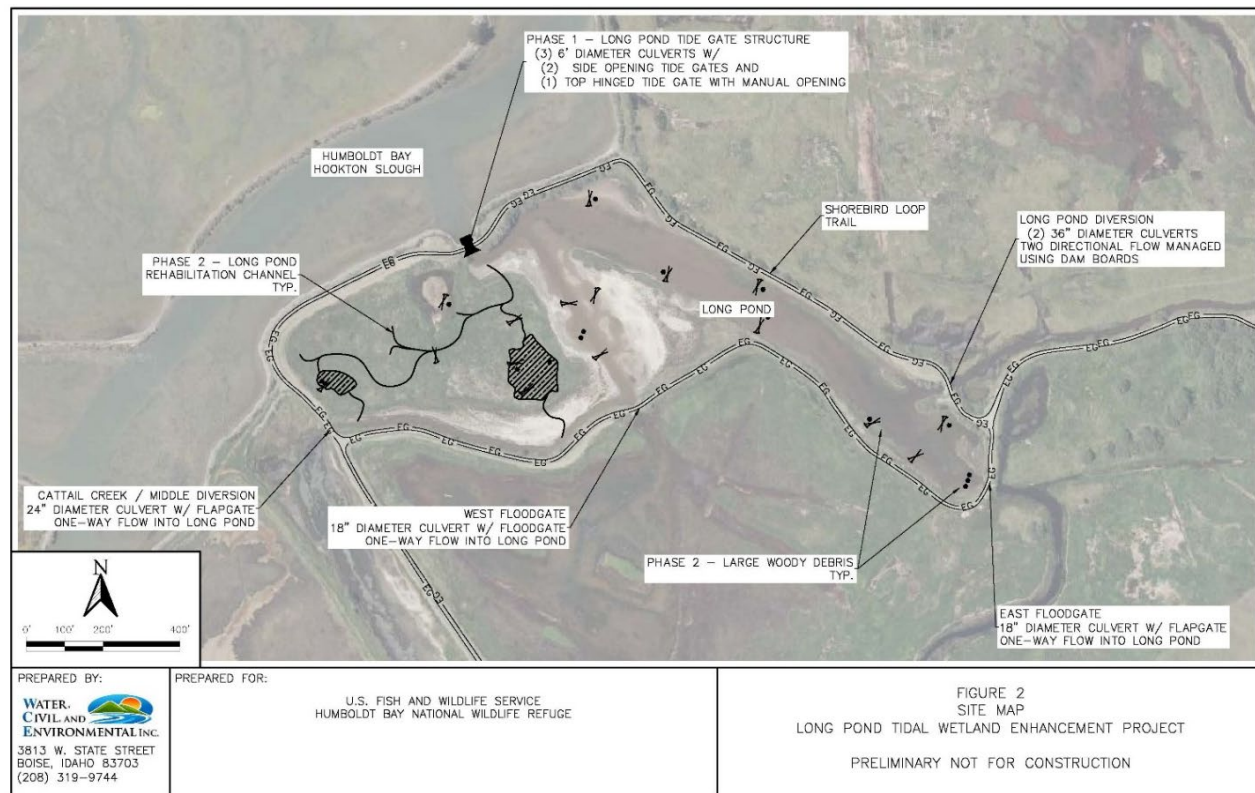 PHASE 1 – LONG POND TIDE GATE STRUCTURE
(3) 6' DIAMETER CULVERTS W/
(2) SIDE OPENING TIDE GATES AND
(1) TOP HINGED TIDE GATE WITH MANUAL OPENING
HUMBOLDT BAY
HOOKTON SLOUGH
SHOREBIRD LOOP
TRAIL
LONG POND DIVERSION
(2) 36" DIAMETER CULVERTS
TWO DIRECTIONAL FLOW MANAGED
USING DAM BOARDS
PHASE 2 – LONG POND
REHABILITATION CHANNEL
TYP.
LONG POND
CATTAIL CREEK / MIDDLE DIVERSION
24" DIAMETER CULVERT W/ FLAPGATE
ONE–WAY FLOW INTO LONG POND
WEST FLOODGATE
18" DIAMETER CULVERT W/ FLOODGATE
ONE–WAY FLOW INTO LONG POND
PHASE 2 – LARGE WOODY DEBRIS
TYP.
EAST FLOODGATE
18" DIAMETER CULVERT W/ FLAPGATE
ONE–WAY FLOW INTO LONG POND
N
0' 100' 200' 400'
PREPARED BY:
WATER,
CIVIL AND
ENVIRONMENTAL INC.
3813 W. STATE STREET
BOISE, IDAHO 83703
(208) 319–9744
PREPARED FOR:
U.S. FISH AND WILDLIFE SERVICE
HUMBOLDT BAY NATIONAL WILDLIFE REFUGE
FIGURE 2
SITE MAP
LONG POND TIDAL WETLAND ENHANCEMENT PROJECT
PRELIMINARY NOT FOR CONSTRUCTION